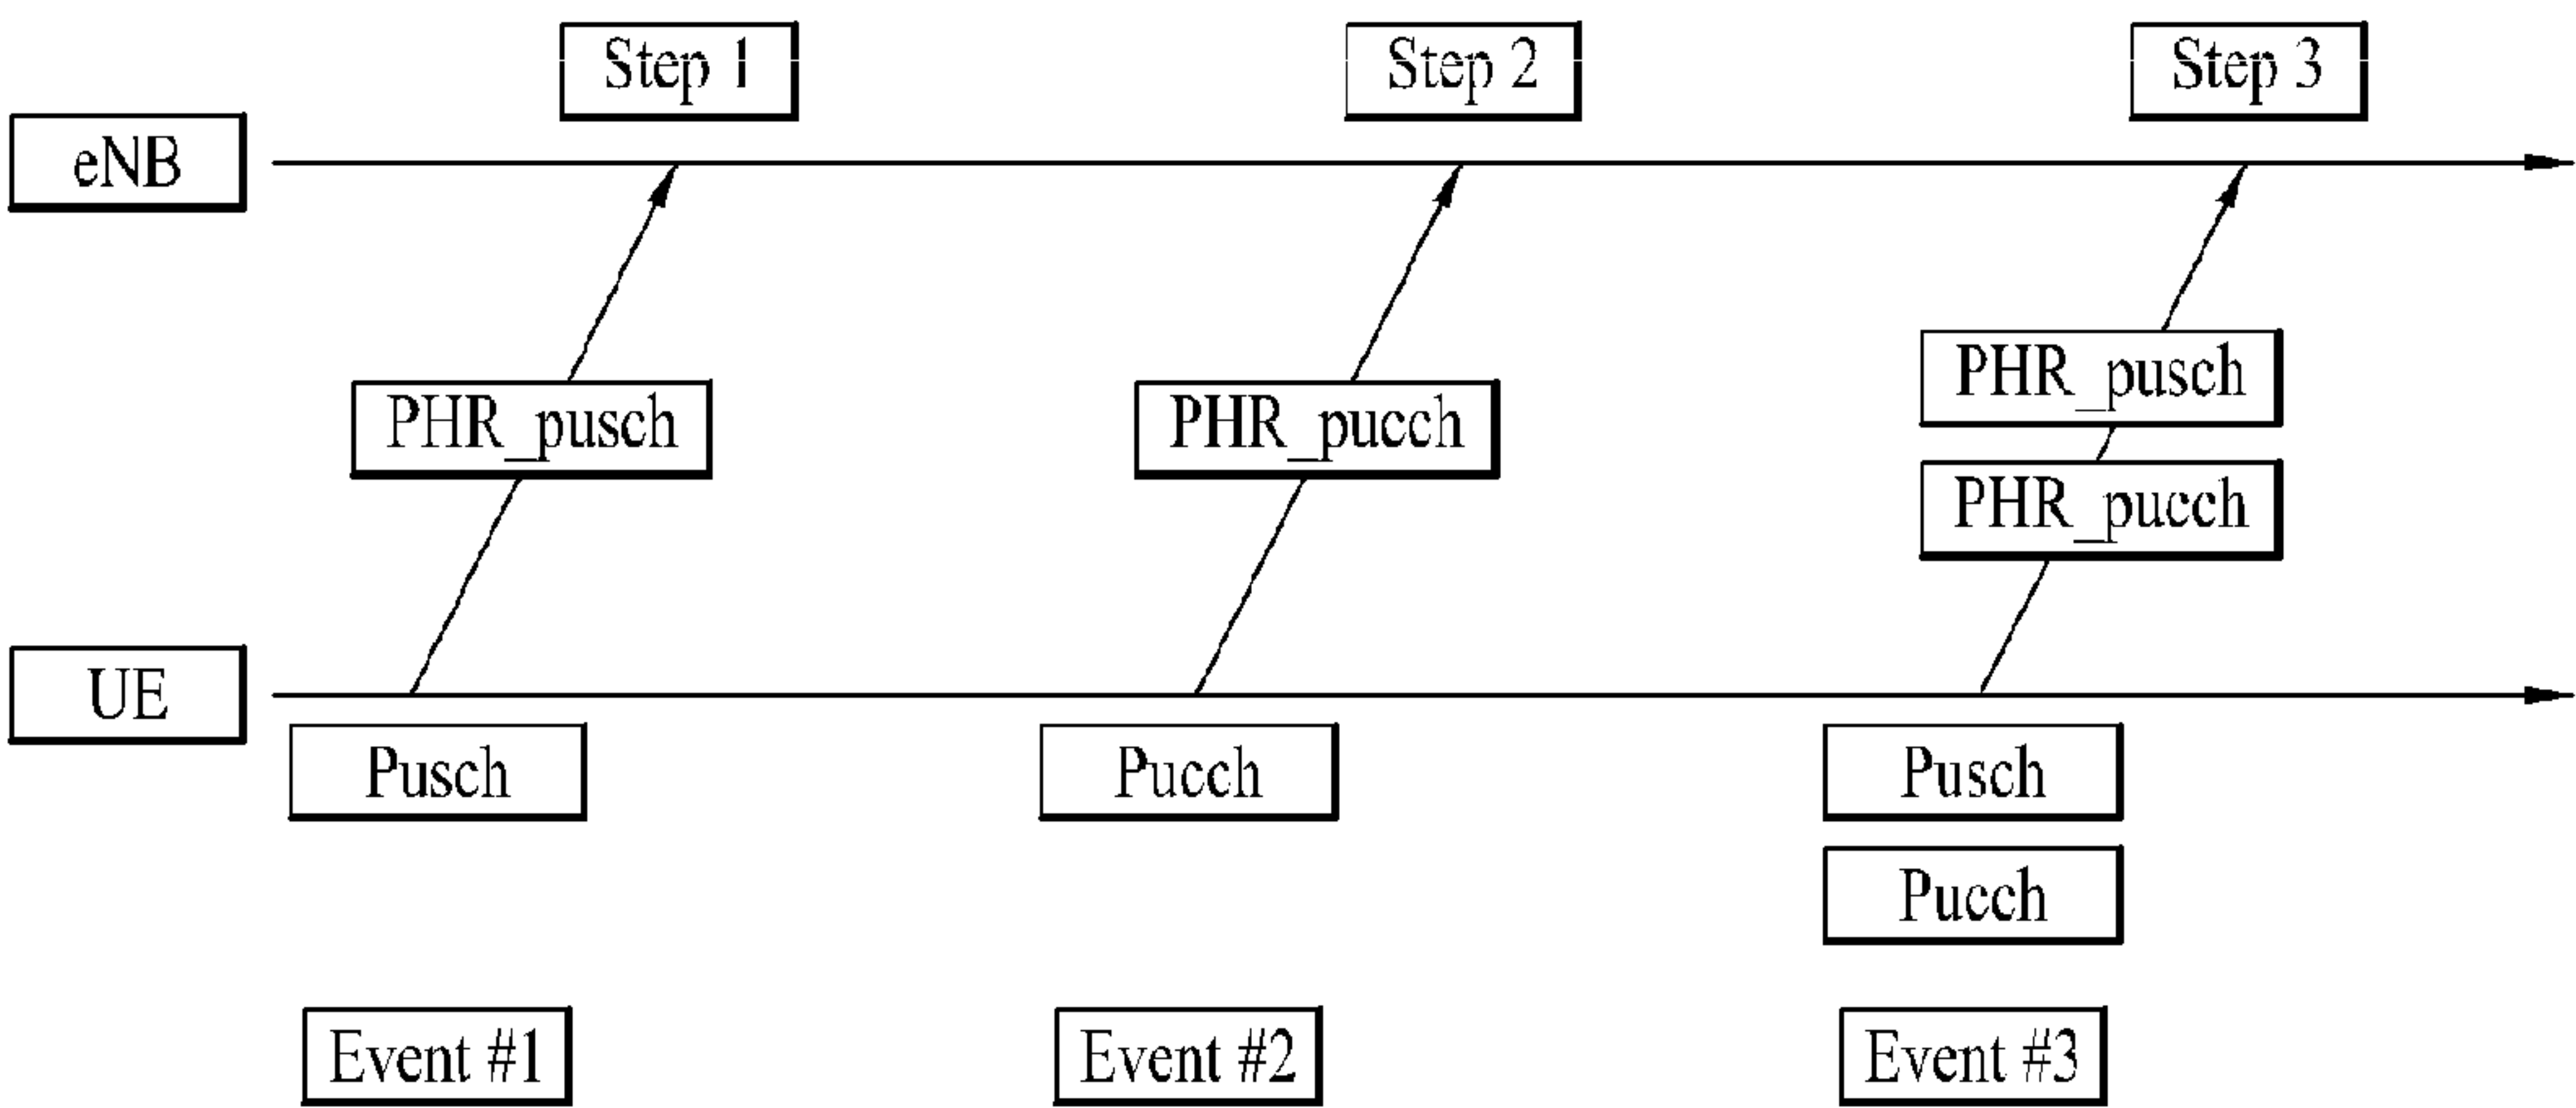 Step 1
Step 2
Step 3
eNB
PHR_pusch
PHR_pucch
PHR_pusch
PHR_pucch
UE
Pusch
Pucch
Pusch
Pucch
Event #1
Event #2
Event #3